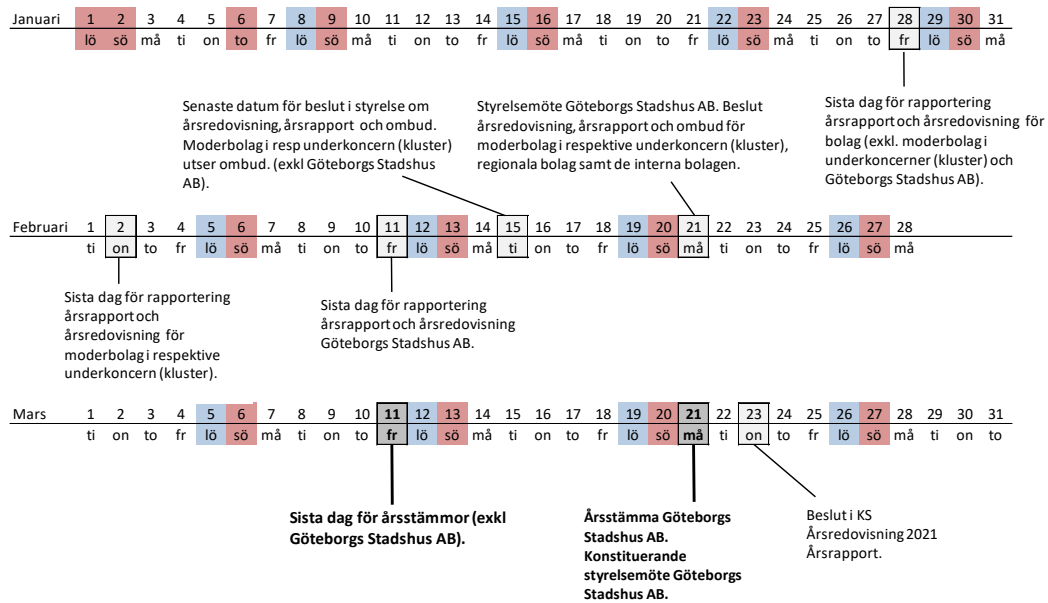 Januari 1 2 3 4 5 6 7 8 9 10 11 12 13 14 15 16 17 18 19 20 21 22 23 24 25 26 27 28 29 30 31
lö sö må ti on to fr lö sö må ti on to fr lö sö må ti on to fr lö sö må ti on to fr lö sö må
Senaste datum för beslut i styrelse om
årsredovisning, årsrapport och ombud.
Moderbolag i resp underkoncern (kluster)
utser ombud. (exkl Göteborgs Stadshus
AB).
Styrelsemöte Göteborgs Stadshus AB. Beslut
årsredovisning, årsrapport och ombud för
moderbolag i respektive underkoncern (kluster),
regionala bolag samt de interna bolagen.
Sista dag för rapportering
årsrapport och årsredovisning för
bolag (exkl. moderbolag i
underkoncerner (kluster) och
Göteborgs Stadshus AB).
Februari 1 2 3 4 5 6 7 8 9 10 11 12 13 14 15 16 17 18 19 20 21 22 23 24 25 26 27 28
ti on to fr lö sö må ti on to fr lö sö må ti on to fr lö sö må ti on to fr lö sö må
Sista dag för rapportering
årsrapport och
årsredovisning för
moderbolag i respektive
underkoncern (kluster).
Sista dag för rapportering
årsrapport och årsredovisning
Göteborgs Stadshus AB.
Mars 1 2 3 4 5 6 7 8 9 10 11 12 13 14 15 16 17 18 19 20 21 22 23 24 25 26 27 28 29 30 31
ti on to fr lö sö må ti on to fr lö sö må ti on to fr lö sö må ti on to fr lö sö må ti on to
Sista dag för årsstämmor (exkl
Göteborgs Stadshus AB).
Årsstämma Göteborgs
Stadshus AB.
Konstituerande
styrelsemöte Göteborgs
Stadshus AB.
Beslut i KS
Årsredovisning 2021
Årsrapport.